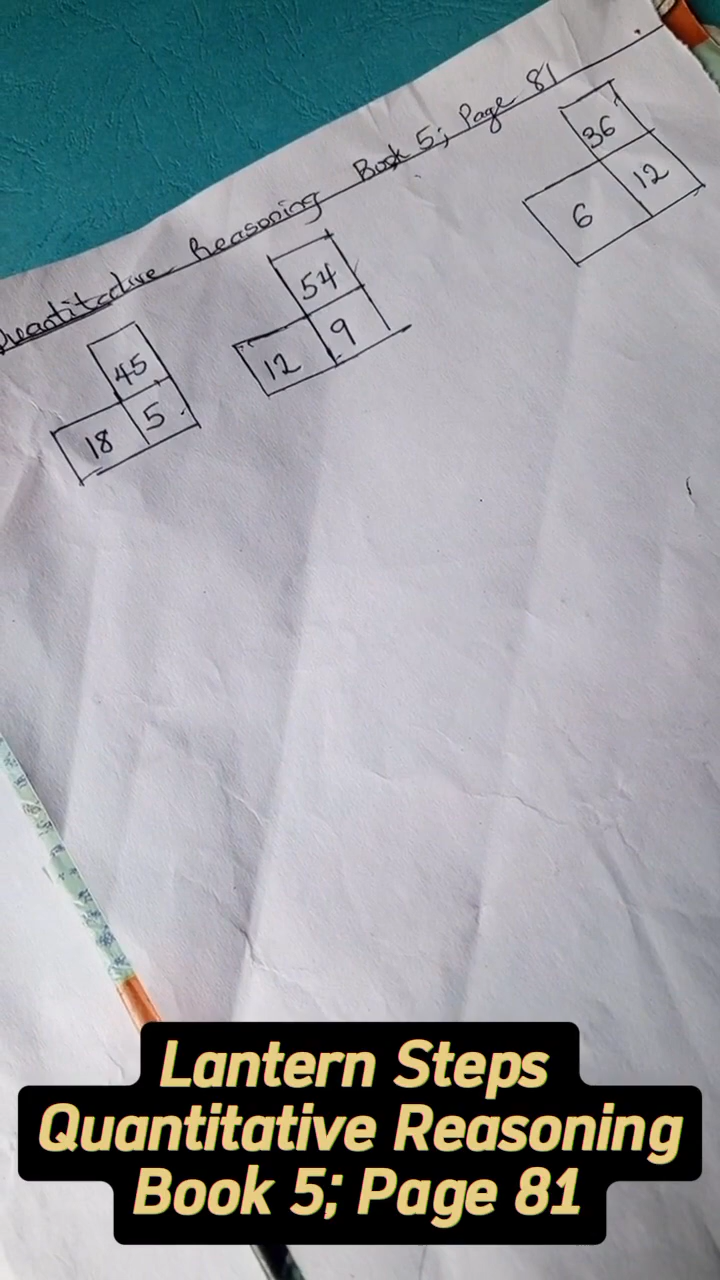 Quantitative Reasoning Book 5; Page 81
45
18 5
54
12 9
36
6 12
Lantern Steps
Quantitative Reasoning
Book 5; Page 81